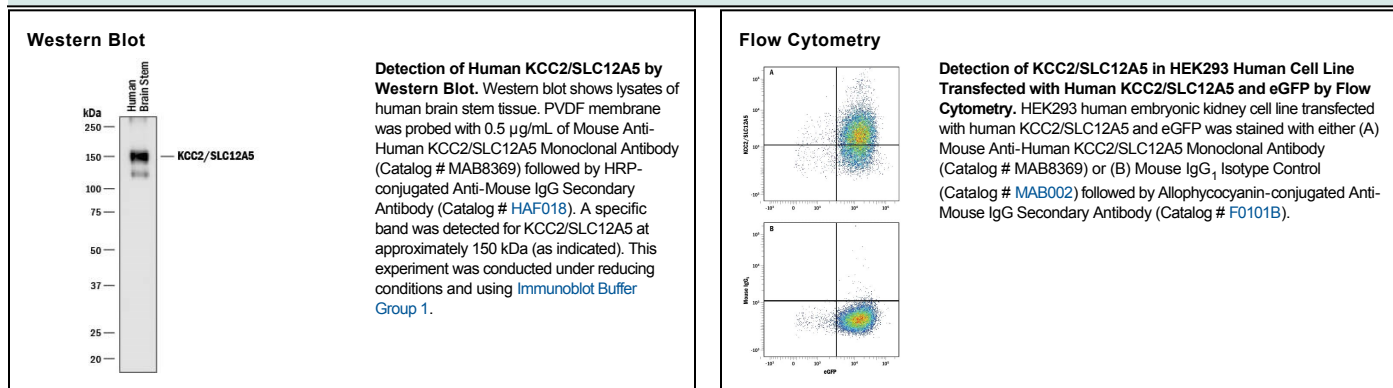 Western Blot
Human
Brain Stem
kDa
250
150
KCC2/SLC12A5
100
75
50
37
25
20
Detection of Human KCC2/SLC12A5 by
Western Blot. Western blot shows lysates of
human brain stem tissue. PVDF membrane
was probed with 0.5 µg/mL of Mouse Anti-
Human KCC2/SLC12A5 Monoclonal Antibody
(Catalog # MAB8369) followed by HRP-
conjugated Anti-Mouse IgG Secondary
Antibody (Catalog # HAF018). A specific
band was detected for KCC2/SLC12A5 at
approximately 150 kDa (as indicated). This
experiment was conducted under reducing
conditions and using Immunoblot Buffer
Group 1.
Flow Cytometry
A
KCC2/SLC12A5
B
Mouse IgG₁
eGFP
Detection of KCC2/SLC12A5 in HEK293 Human Cell Line
Transfected with Human KCC2/SLC12A5 and eGFP by Flow
Cytometry. HEK293 human embryonic kidney cell line transfected
with human KCC2/SLC12A5 and eGFP was stained with either (A)
Mouse Anti-Human KCC2/SLC12A5 Monoclonal Antibody
(Catalog # MAB8369) or (B) Mouse IgG₁ Isotype Control
(Catalog # MAB002) followed by Allophycocyanin-conjugated Anti-
Mouse IgG Secondary Antibody (Catalog # F0101B).